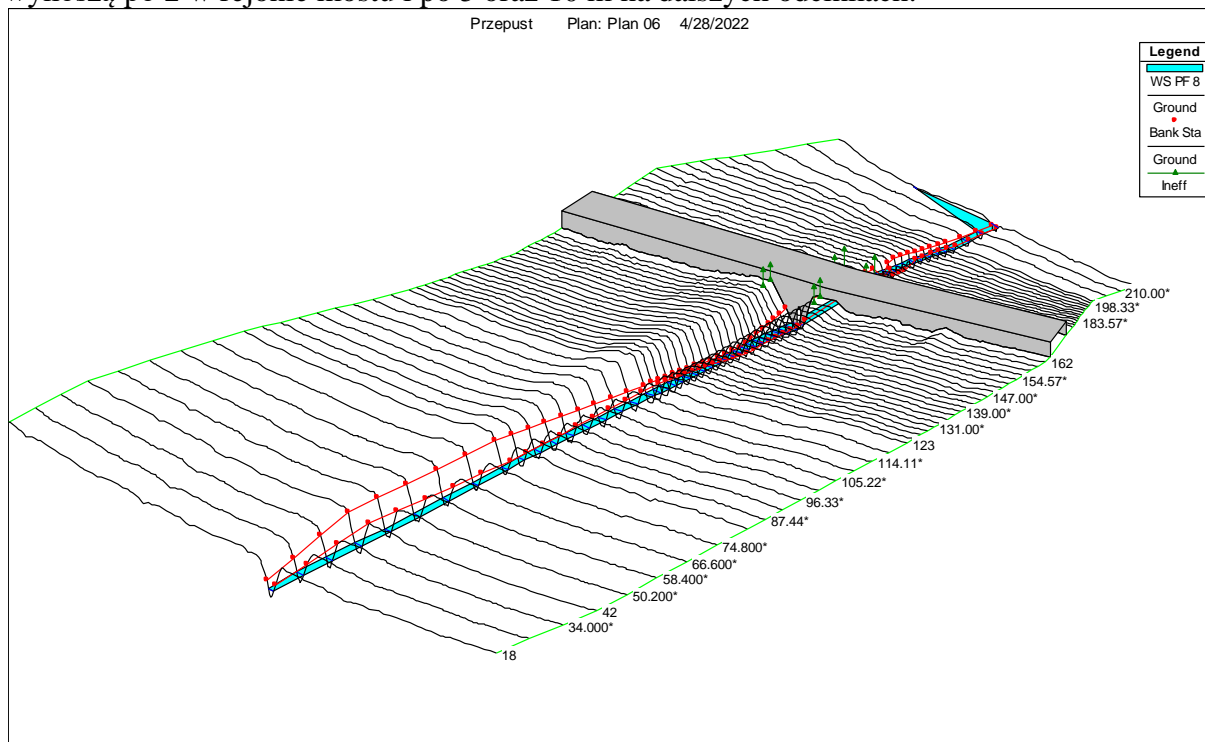 Przepust Plan: Plan 06 4/28/2022
Legend
WS PF 8
Ground
Bank Sta
Ground
Ineff
210.00*
198.33*
183.57*
162
154.57*
147.00*
139.00*
131.00*
123
114.11*
105.22*
96.33*
87.44*
74.800*
66.600*
58.400*
50.200*
42
34.000*
18